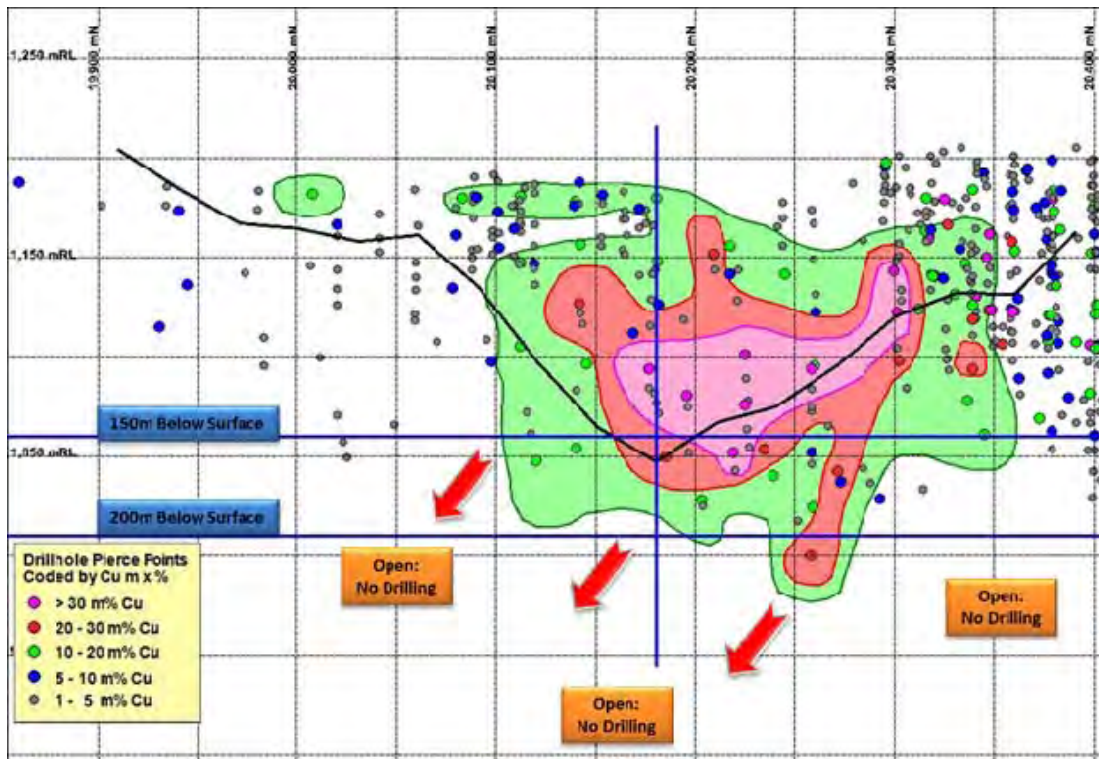 19,900 mN
20,000 mN
20,100 mN
20,200 mN
20,300 mN
20,400 mN
1,250 mRL
1,150 mRL
150m Below Surface
1,050 mRL
200m Below Surface
Drillhole Pierce Points
Coded by Cu m x %
> 30 m% Cu
20 - 30 m% Cu
10 - 20 m% Cu
5 - 10 m% Cu
1 - 5 m% Cu
Open:
No Drilling
Open:
No Drilling
Open:
No Drilling